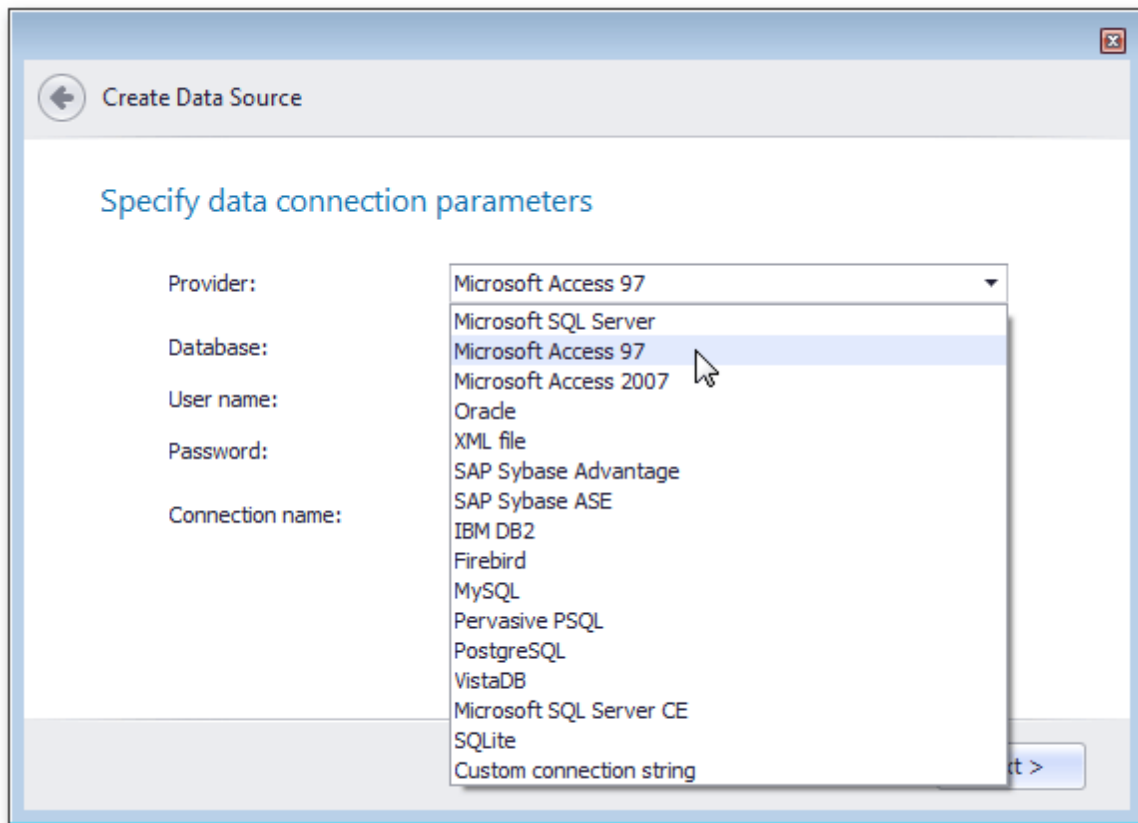 Create Data Source
Specify data connection parameters
Provider:
Microsoft Access 97
Microsoft SQL Server
Database:
Microsoft Access 97
Microsoft Access 2007
User name:
Oracle
XML file
Password:
SAP Sybase Advantage
SAP Sybase ASE
Connection name:
IBM DB2
Firebird
MySQL
Pervasive PSQL
PostgreSQL
VistaDB
Microsoft SQL Server CE
SQLite
Custom connection string
>